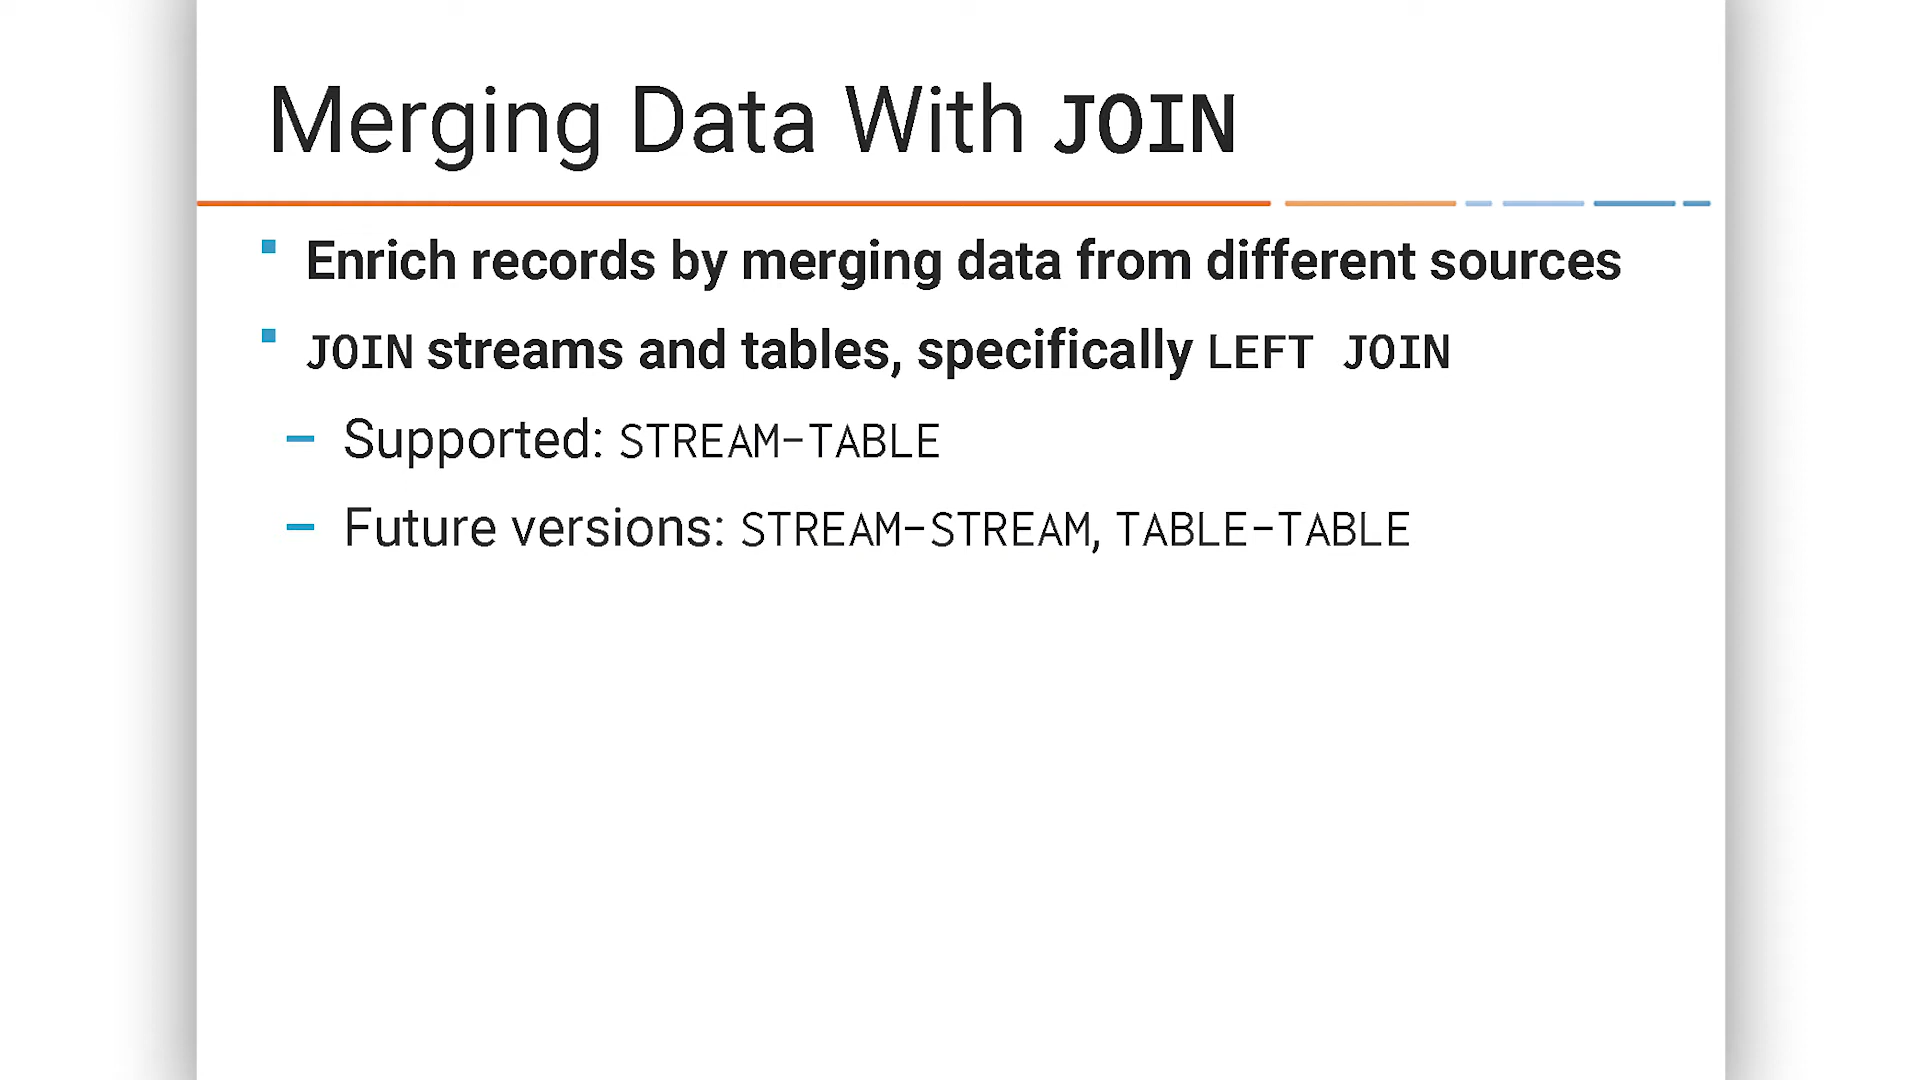 Merging Data With JOIN
Enrich records by merging data from different sources
JOIN streams and tables, specifically LEFT JOIN
– Supported: STREAM-TABLE
– Future versions: STREAM-STREAM, TABLE-TABLE